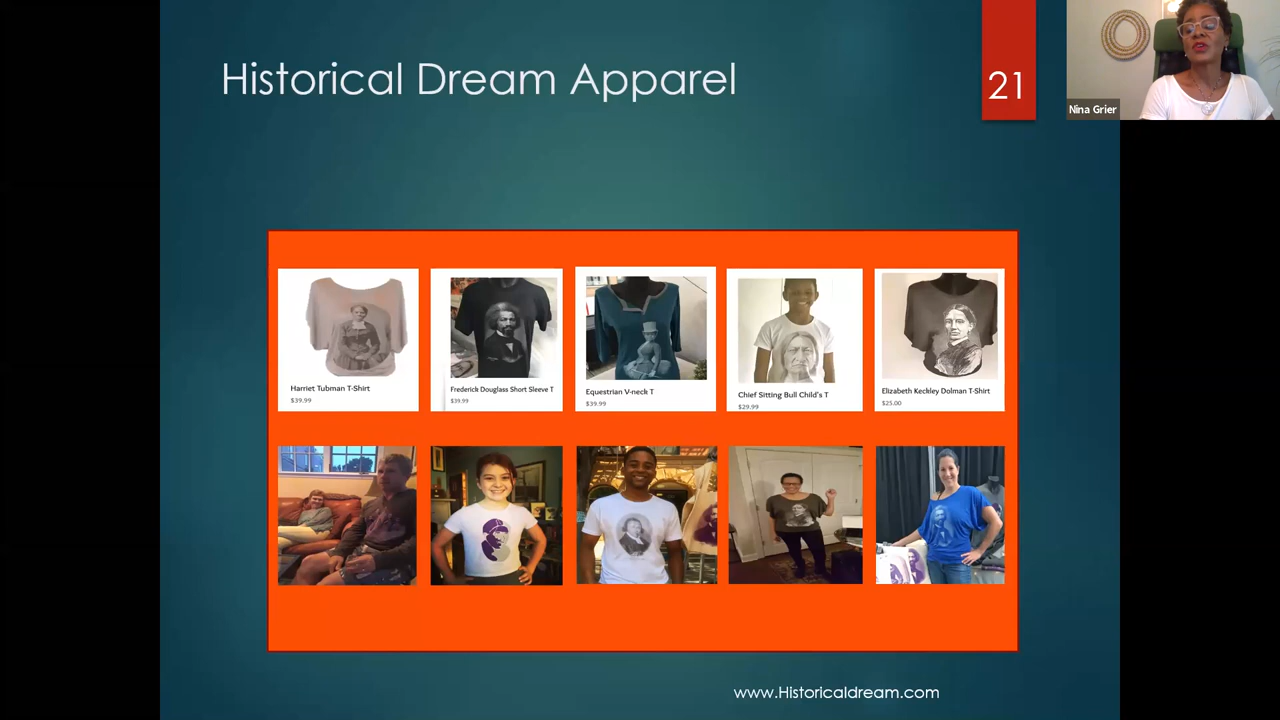 Historical Dream Apparel
21
Nina Grier
Harriet Tubman T-Shirt
$39.99
Frederick Douglass Short Sleeve T
$39.99
Equestrian V-neck T
$39.99
Chief Sitting Bull Child's T
$29.99
Elizabeth Keckley Dolman T-Shirt
$25.00
www.Historicaldream.com